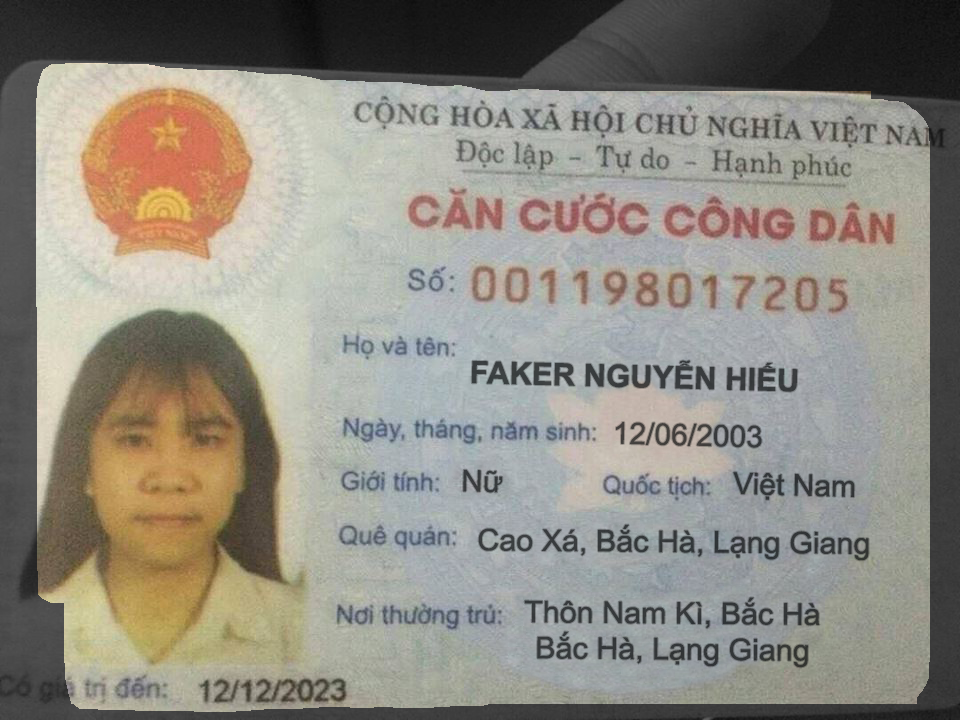 CỘNG HÒA XÃ HỘI CHỦ NGHĨA VIỆT NAM
Độc lập - Tự do - Hạnh phúc
CĂN CƯỚC CÔNG DÂN
Số: 001198017205
Họ và tên:
FAKER NGUYỄN HIẾU
Ngày, tháng, năm sinh: 12/06/2003
Giới tính: Nữ Quốc tịch: Việt Nam
Quê quán: Cao Xá, Bắc Hà, Lạng Giang
Nơi thường trú: Thôn Nam Kì, Bắc Hà
Bắc Hà, Lạng Giang
Có giá trị đến: 12/12/2023